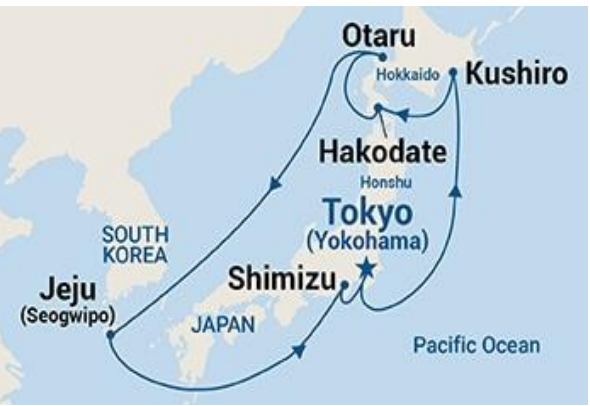 Otaru
Hokkaido
Kushiro
Hakodate
Honshu
Tokyo
(Yokohama)
SOUTH
KOREA
Shimizu
Jeju
(Seogwipo)
JAPAN
Pacific Ocean